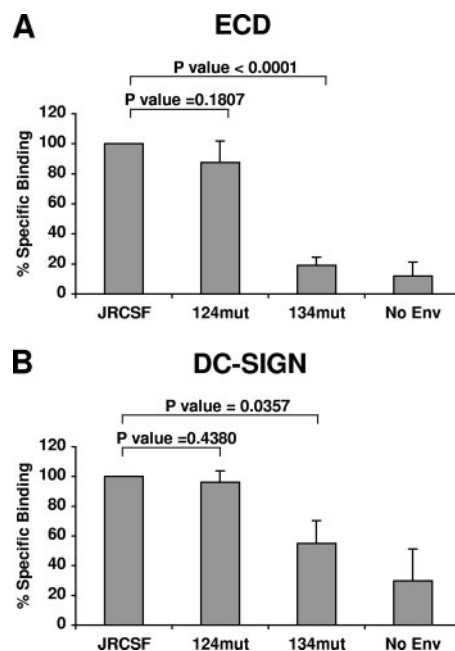 A ECD
P value < 0.0001
P value =0.1807
% Specific Binding
120
100
80
60
40
20
0
JRCSF 124mut 134mut No Env
B DC-SIGN
P value = 0.0357
P value =0.4380
% Specific Binding
120
100
80
60
40
20
0
JRCSF 124mut 134mut No Env